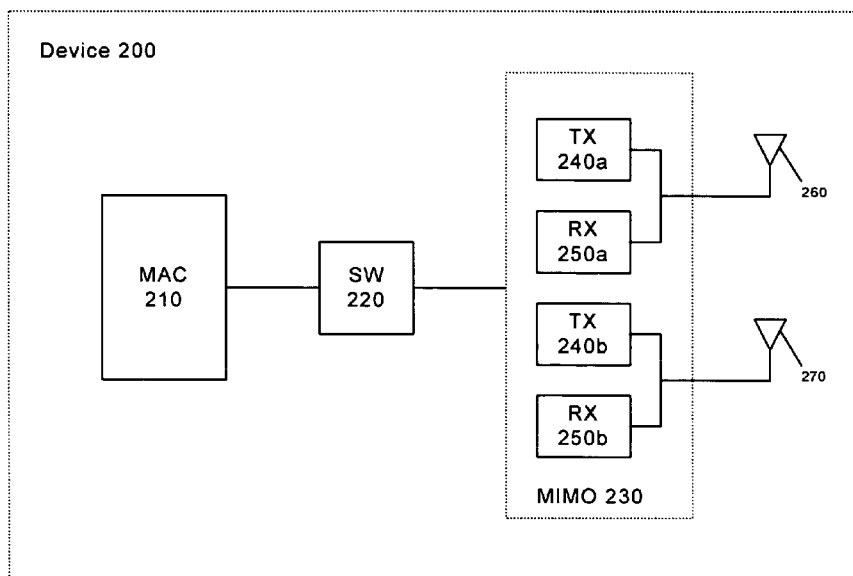 Device 200
TX
240a
260
RX
250a
MAC
210
SW
220
TX
240b
270
RX
250b
MIMO 230